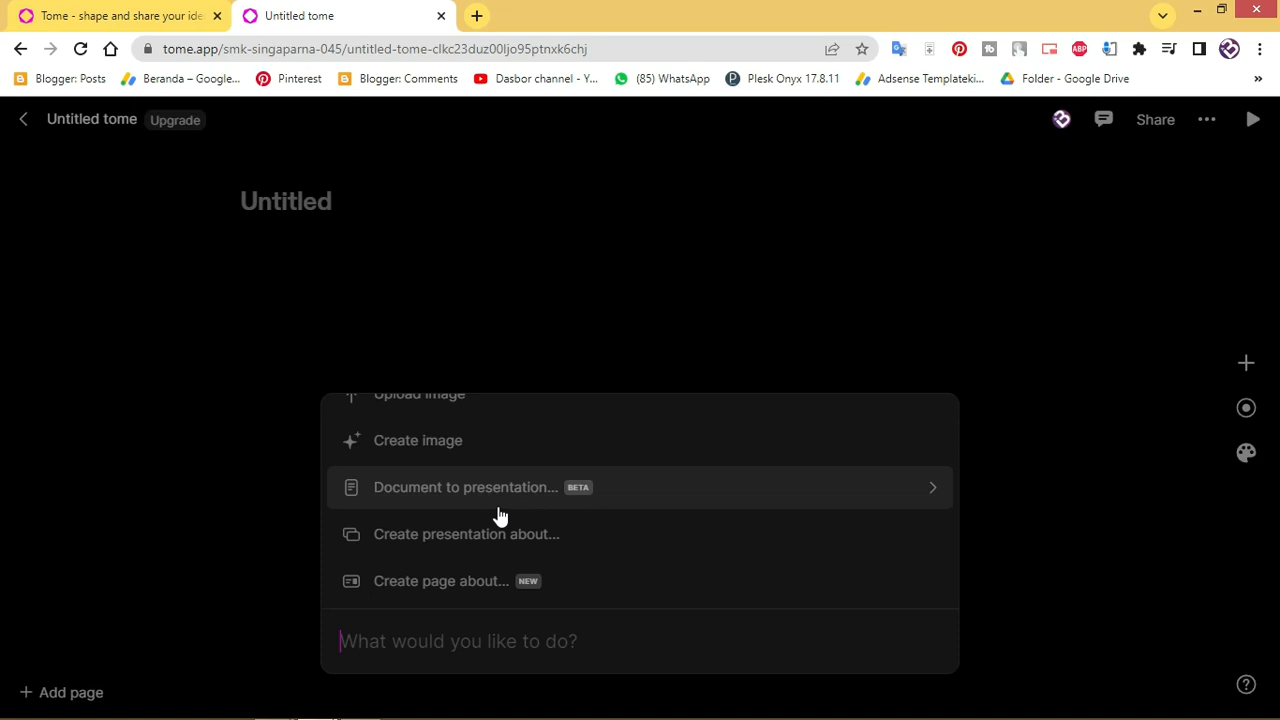 Tome - shape and share your ide
Untitled tome
tome.app/smk-singaparna-045/untitled-tome-clkc23duz00ljo95ptnxk6chj
Blogger: Posts
Beranda – Google...
Pinterest
Blogger: Comments
Dasbor channel - Y...
(85) WhatsApp
Plesk Onyx 17.8.11
Adsense Templateki...
Folder - Google Drive
Untitled tome
Upgrade
Share
Untitled
Upload image
Create image
Document to presentation... BETA
Create presentation about...
Create page about... NEW
What would you like to do?
+ Add page